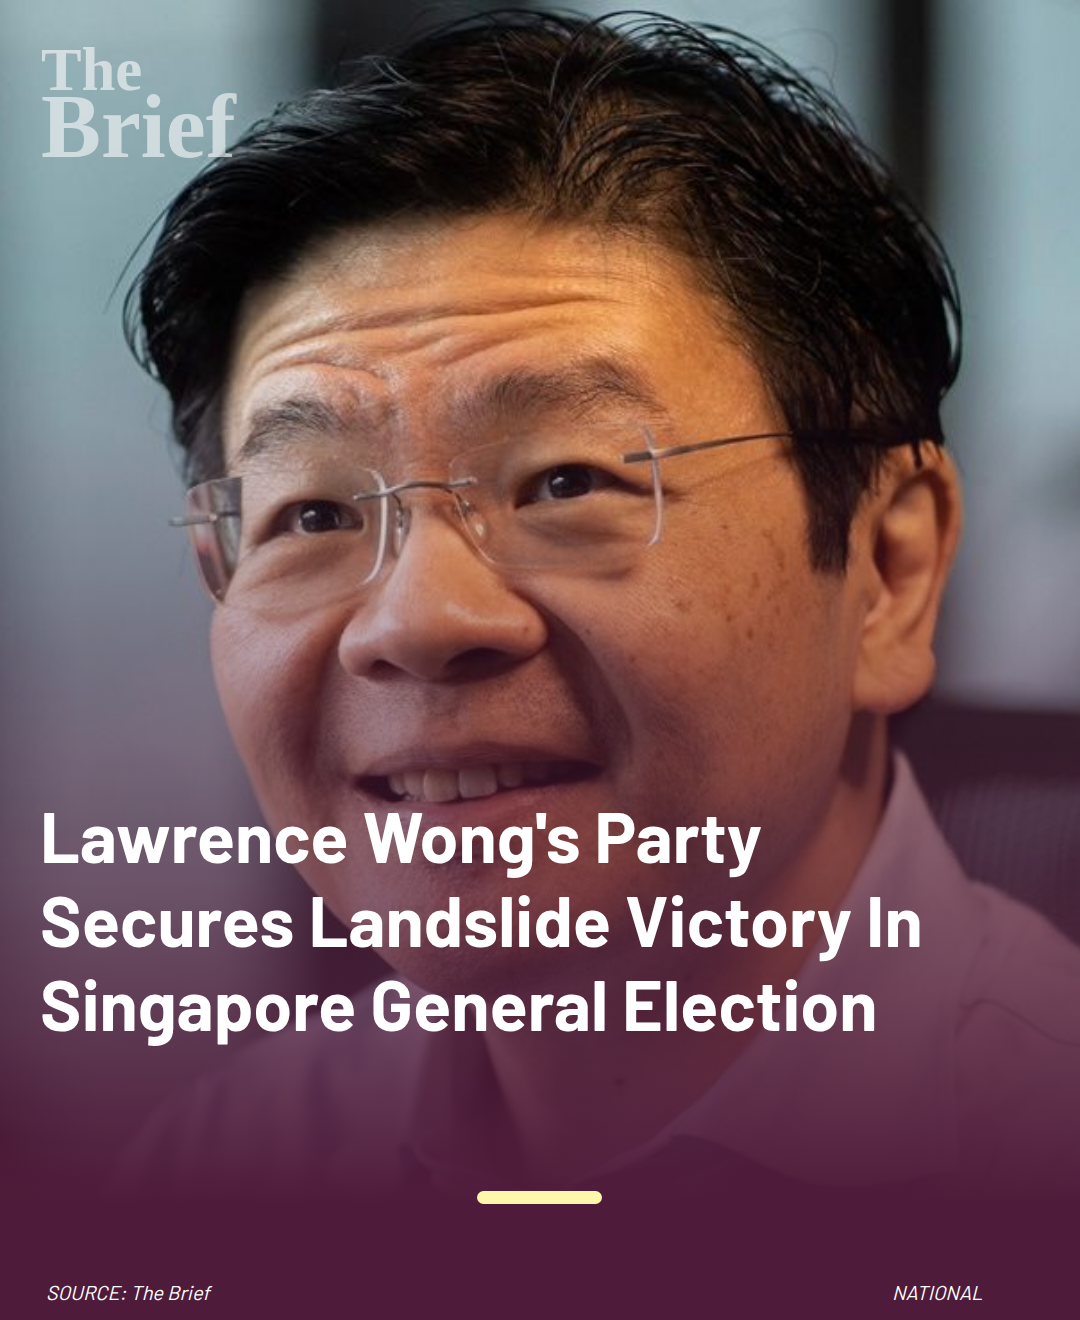 The
Brief
Lawrence Wong's Party
Secures Landslide Victory In
Singapore General Election
SOURCE: The Brief
NATIONAL